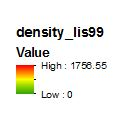 density_lis99
Value
High : 1756.55
Low : 0